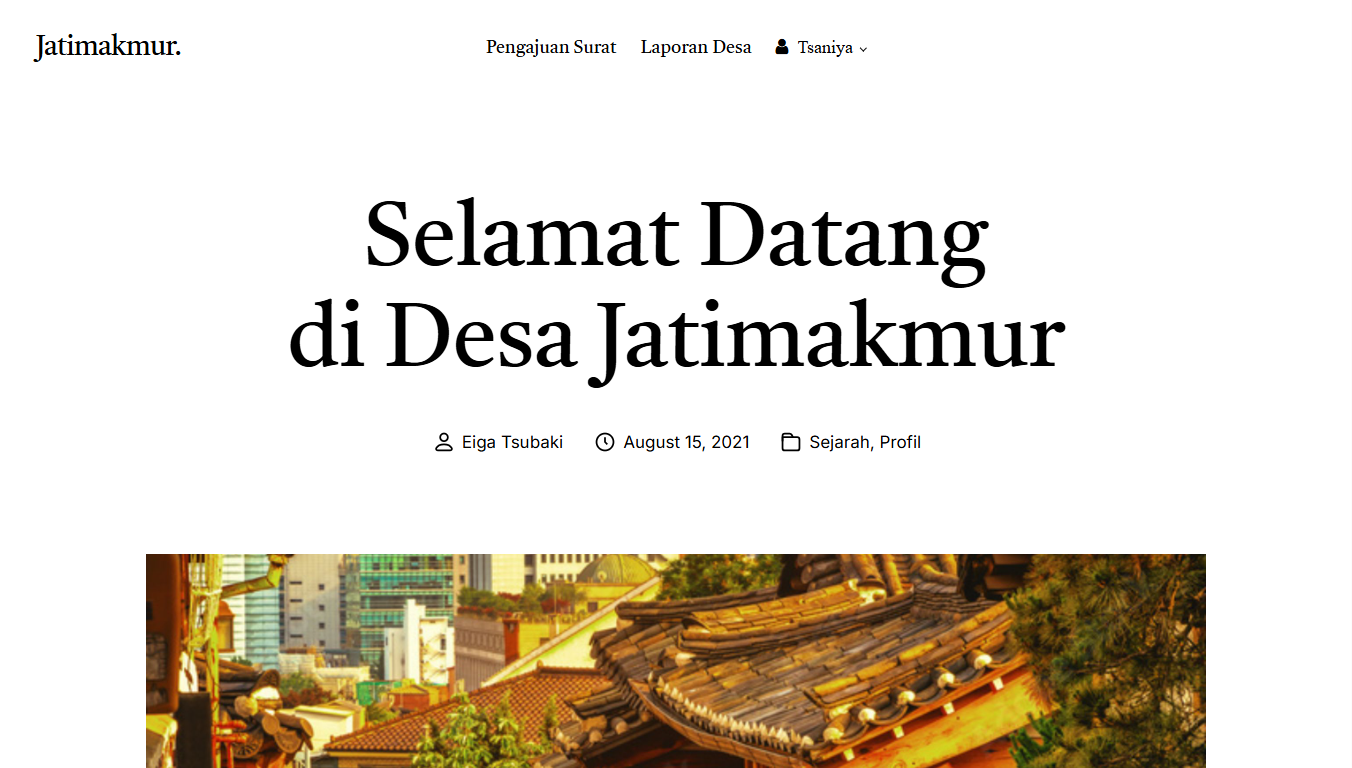 Jatimakmur.
Pengajuan Surat Laporan Desa Tsaniya
Selamat Datang
di Desa Jatimakmur
Eiga Tsubaki August 15, 2021 Sejarah, Profil